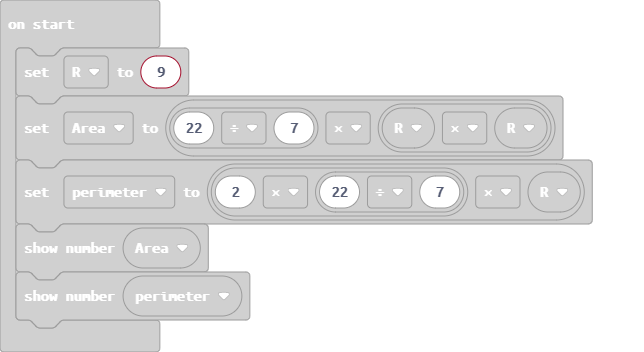 on start
set R to 9
set Area to 22 ÷ 7 × R × R
set perimeter to 2 × 22 ÷ 7 × R
show number Area
show number perimeter